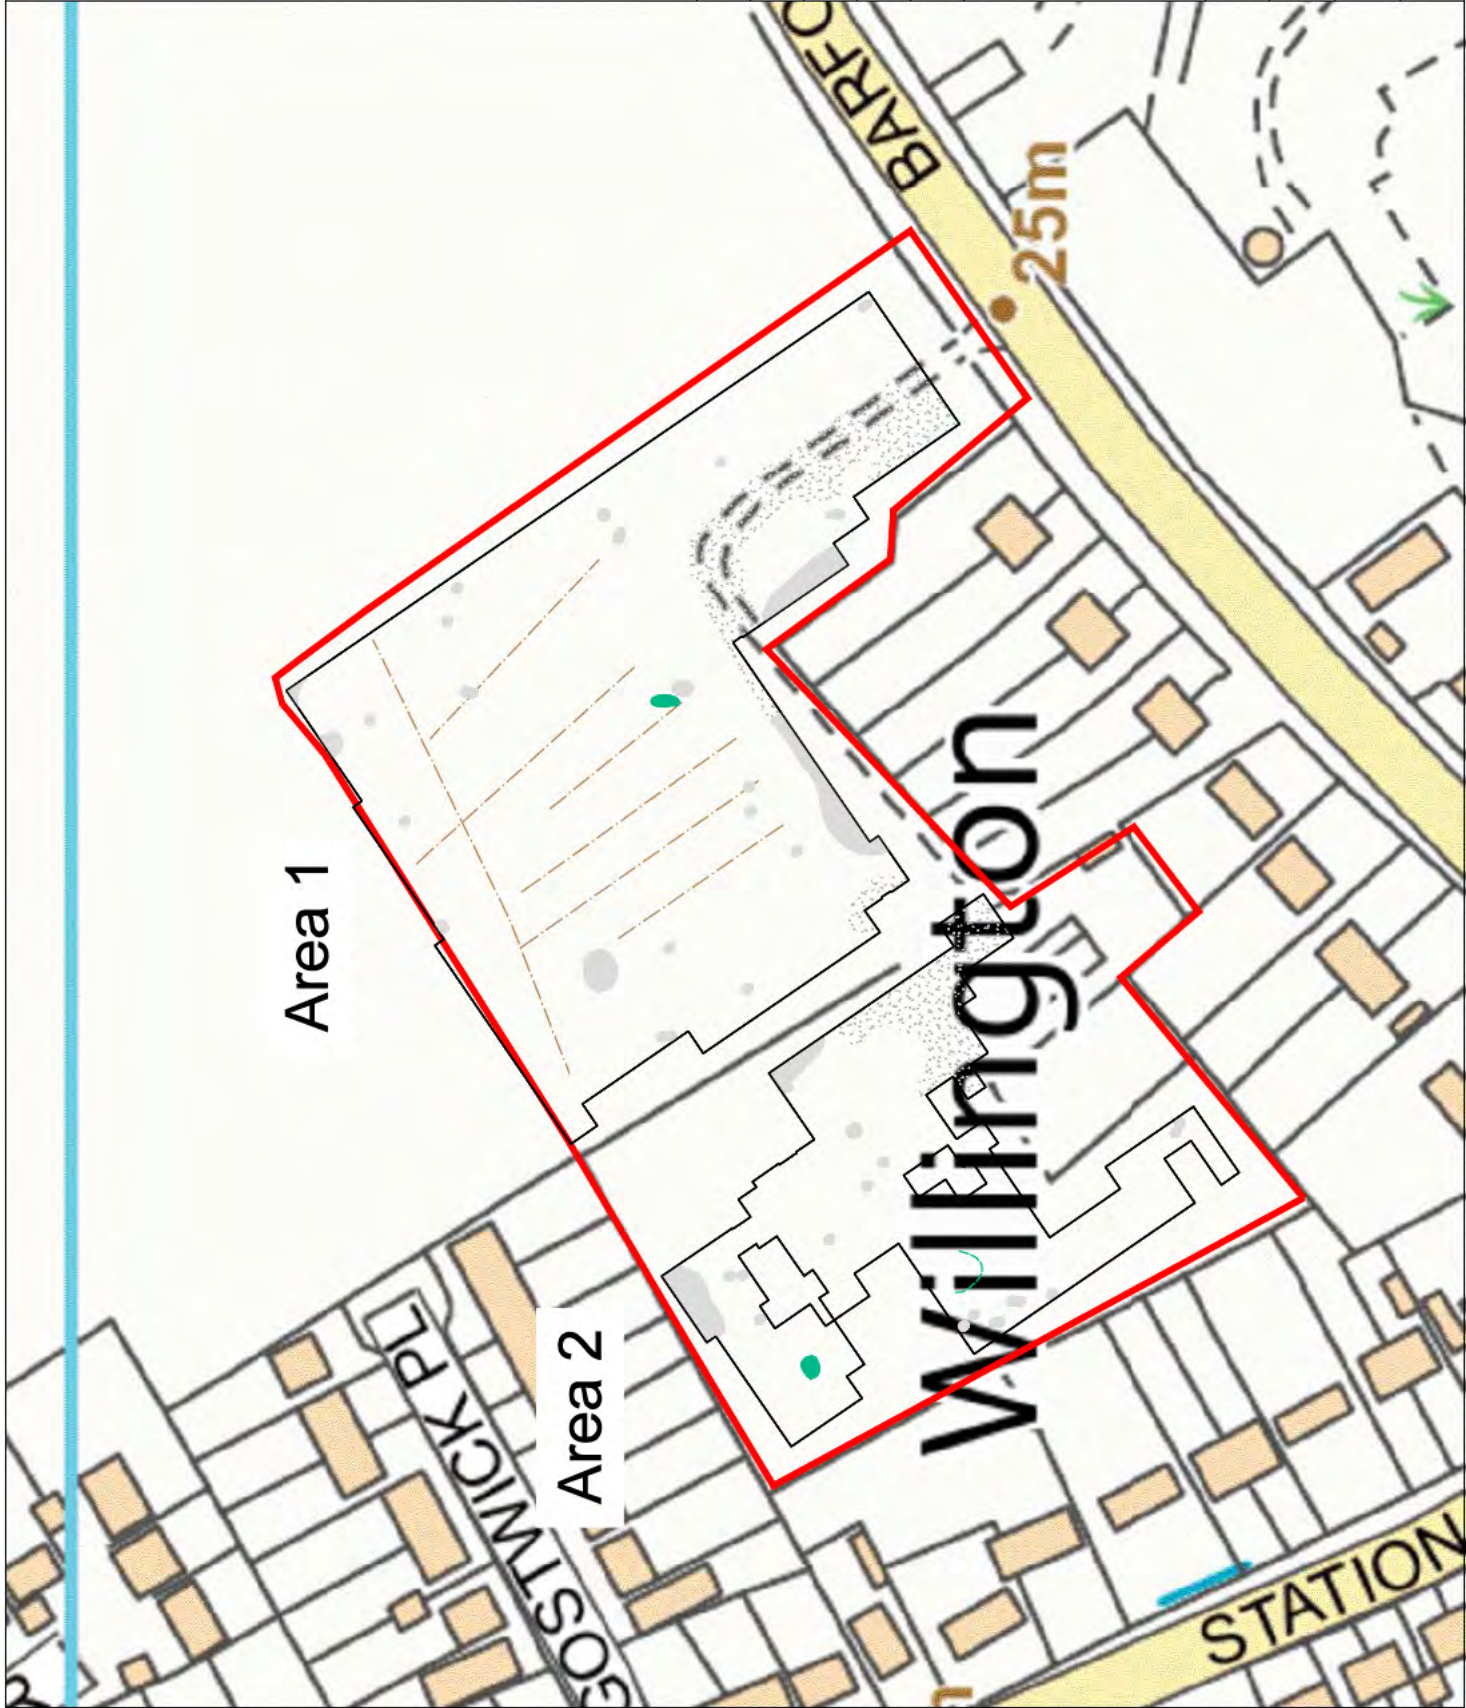 Area 1
Area 2
Willington
BARFO
25m
GOSTWICK PL
STATION